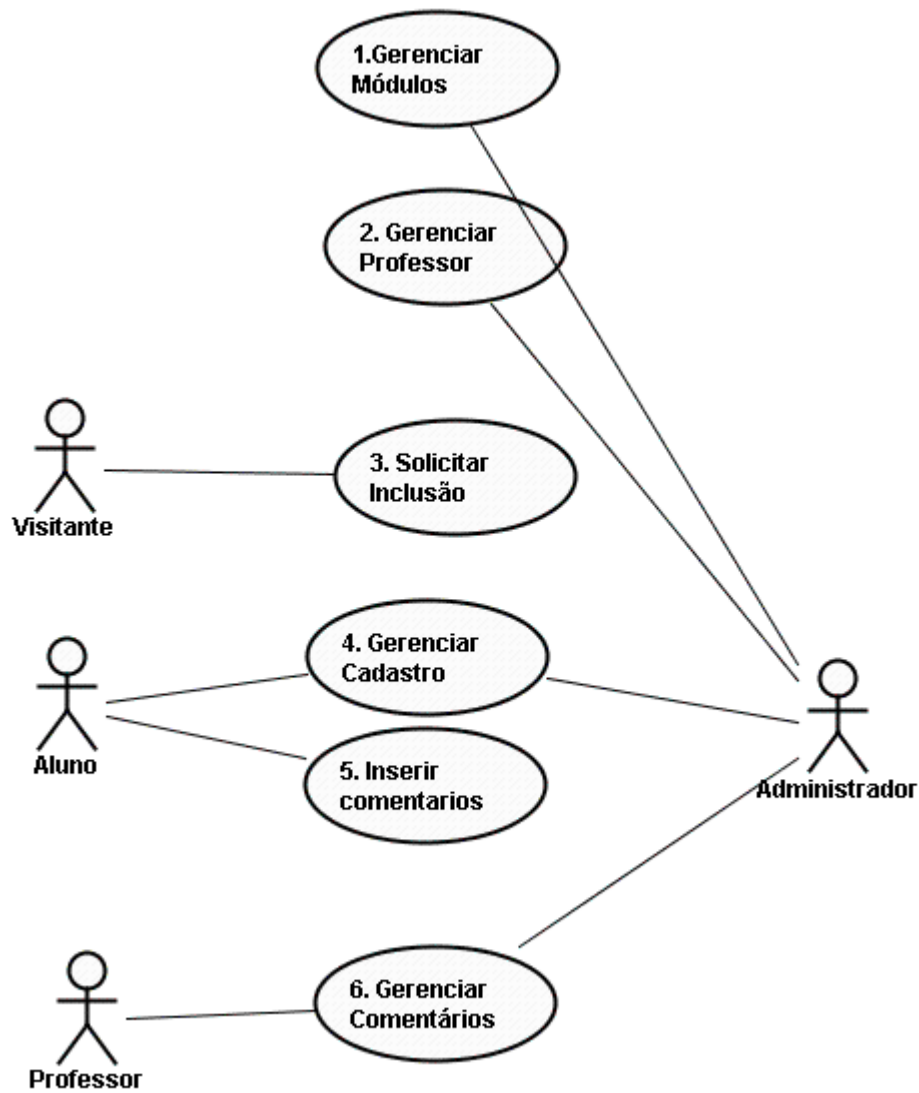 1.Gerenciar
Módulos
2. Gerenciar
Professor
3. Solicitar
Inclusão
Visitante
4. Gerenciar
Cadastro
Aluno
5. Inserir
comentarios
Administrador
6. Gerenciar
Comentários
Professor